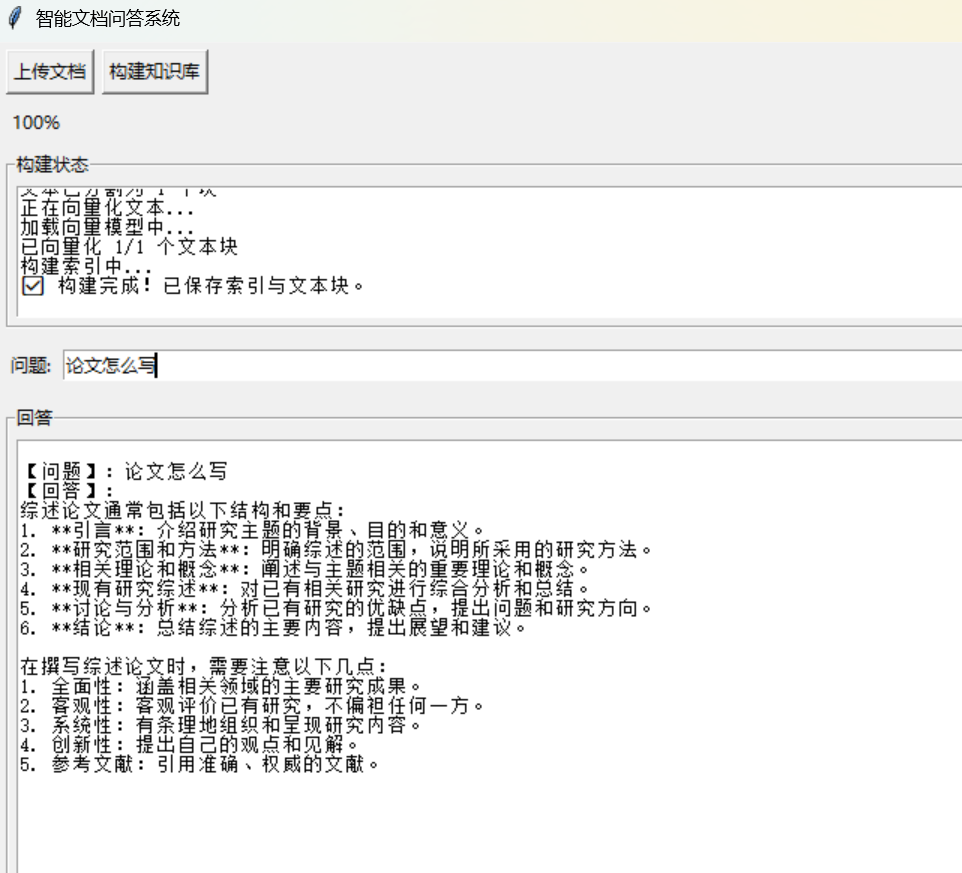 智能文档问答系统
上传文档 构建知识库
100%
构建状态
文本已分割为 1 个块
正在向量化文本...
加载向量模型中...
已向量化 1/1 个文本块
构建索引中...
☑ 构建完成！已保存索引与文本块。
问题: 论文怎么写
回答
【问题】: 论文怎么写
【回答】:
综述论文通常包括以下结构和要点：
1. **引言**：介绍研究主题的背景、目的和意义。
2. **研究范围和方法**：明确综述的范围，说明所采用的研究方法。
3. **相关理论和概念**：阐述与主题相关的重要理论和概念。
4. **现有研究综述**：对已有相关研究进行综合分析和总结。
5. **讨论与分析**：分析已有研究的优缺点，提出问题和研究方向。
6. **结论**：总结综述的主要内容，提出展望和建议。
在撰写综述论文时，需要注意以下几点：
1. 全面性：涵盖相关领域的主要研究成果。
2. 客观性：客观评价已有研究，不偏袒任何一方。
3. 系统性：有条理地组织和呈现研究内容。
4. 创新性：提出自己的观点和见解。
5. 参考文献：引用准确、权威的文献。